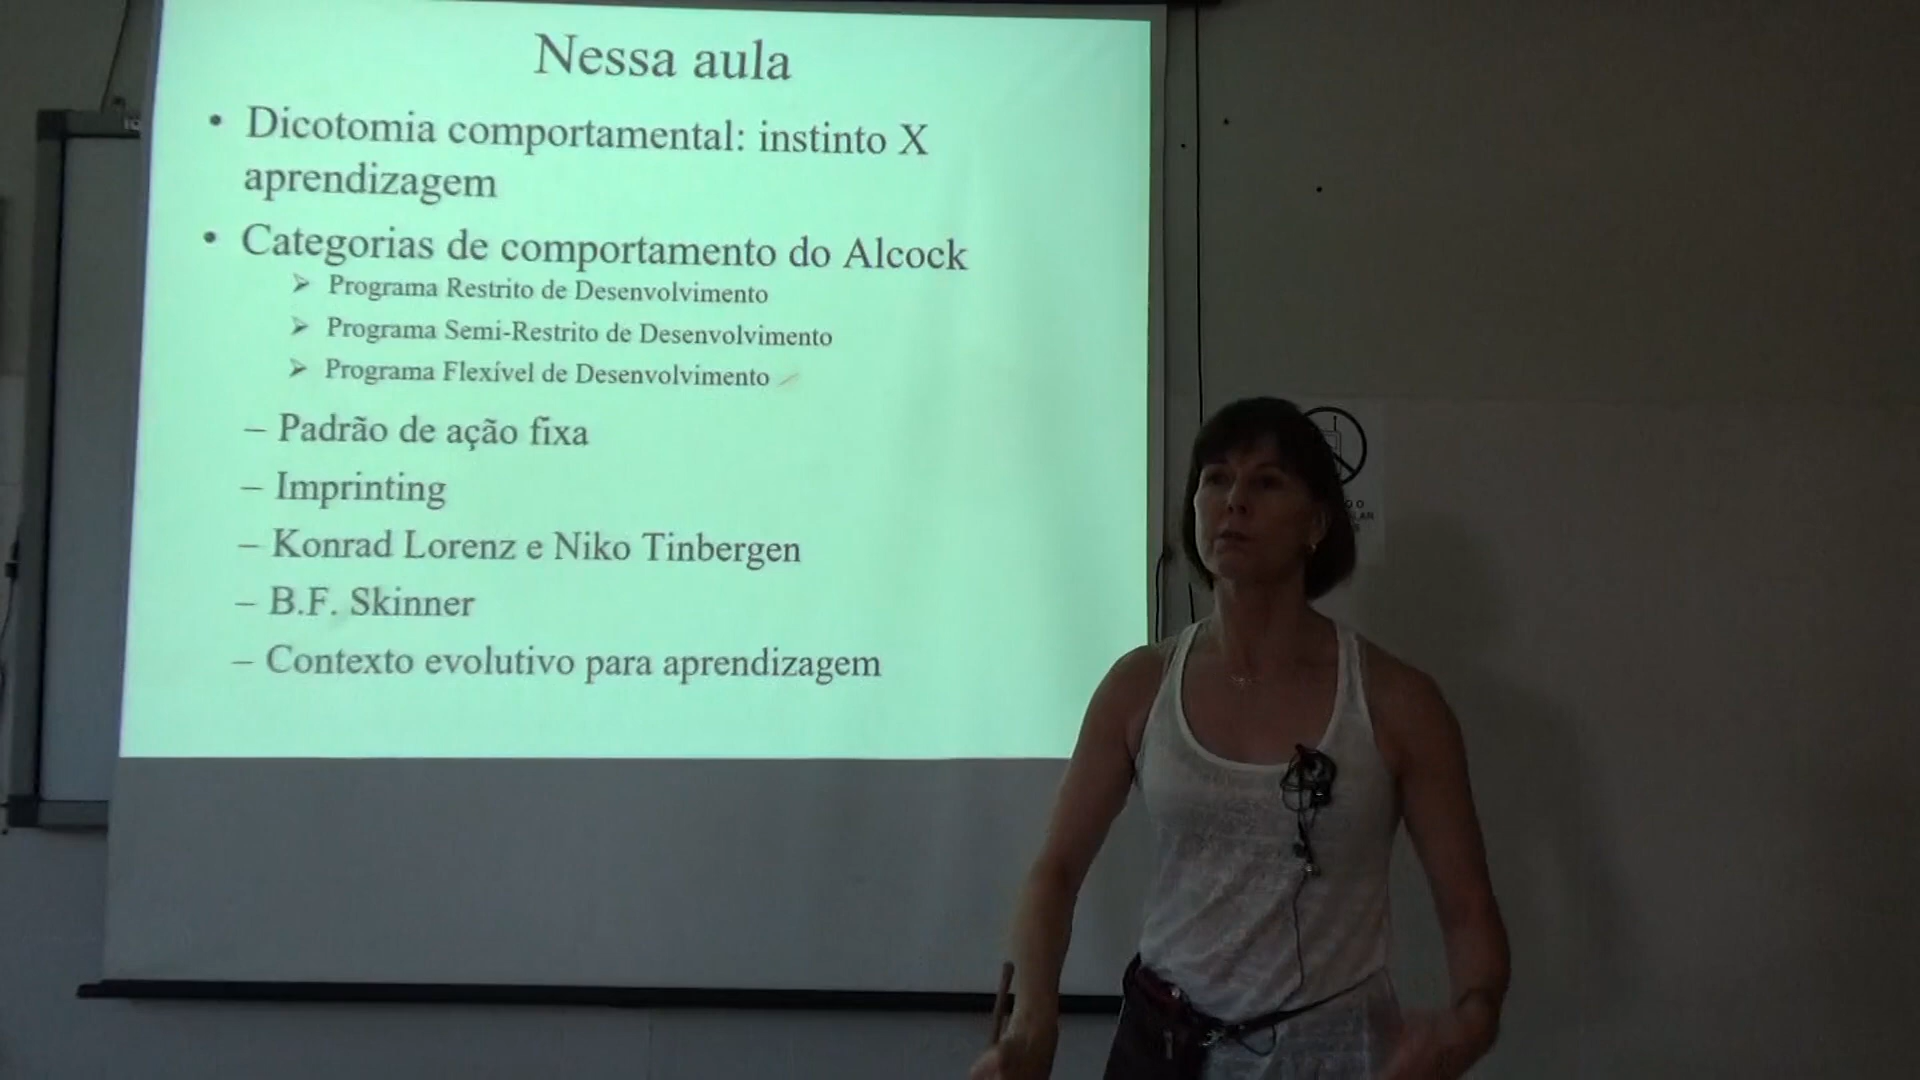 Nessa aula
• Dicotomia comportamental: instinto X
aprendizagem
• Categorias de comportamento do Alcock
➢ Programa Restrito de Desenvolvimento
➢ Programa Semi-Restrito de Desenvolvimento
➢ Programa Flexível de Desenvolvimento
– Padrão de ação fixa
– Imprinting
– Konrad Lorenz e Niko Tinbergen
– B.F. Skinner
– Contexto evolutivo para aprendizagem